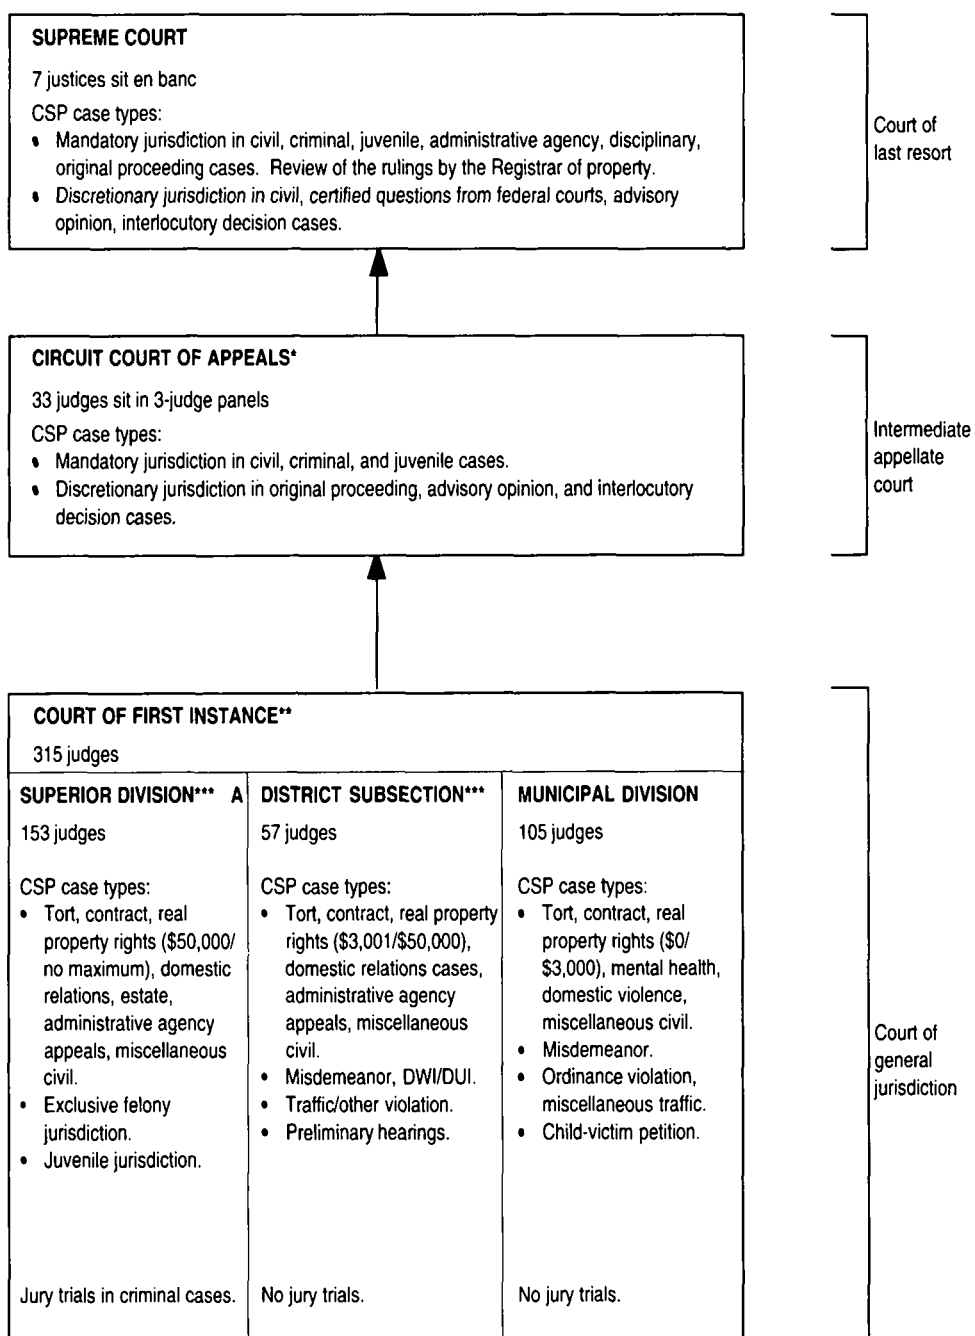 SUPREME COURT
7 justices sit en banc
CSP case types:
• Mandatory jurisdiction in civil, criminal, juvenile, administrative agency, disciplinary,
original proceeding cases. Review of the rulings by the Registrar of property.
• Discretionary jurisdiction in civil, certified questions from federal courts, advisory
opinion, interlocutory decision cases.
Court of
last resort
CIRCUIT COURT OF APPEALS*
33 judges sit in 3-judge panels
CSP case types:
• Mandatory jurisdiction in civil, criminal, and juvenile cases.
• Discretionary jurisdiction in original proceeding, advisory opinion, and interlocutory
decision cases.
Intermediate
appellate
court
COURT OF FIRST INSTANCE**
315 judges
SUPERIOR DIVISION*** A
153 judges
CSP case types:
• Tort, contract, real
property rights ($50,000/
no maximum), domestic
relations, estate,
administrative agency
appeals, miscellaneous
civil.
• Exclusive felony
jurisdiction.
• Juvenile jurisdiction.
Jury trials in criminal cases.
DISTRICT SUBSECTION***
57 judges
CSP case types:
• Tort, contract, real property
rights ($3,001/$50,000),
domestic relations cases,
administrative agency
appeals, miscellaneous
civil.
• Misdemeanor, DWI/DUI.
• Traffic/other violation.
• Preliminary hearings.
No jury trials.
MUNICIPAL DIVISION
105 judges
CSP case types:
• Tort, contract, real
property rights ($0/
$3,000), mental health,
domestic violence,
miscellaneous civil.
• Misdemeanor.
• Ordinance violation,
miscellaneous traffic.
• Child-victim petition.
No jury trials.
Court of
general
jurisdiction